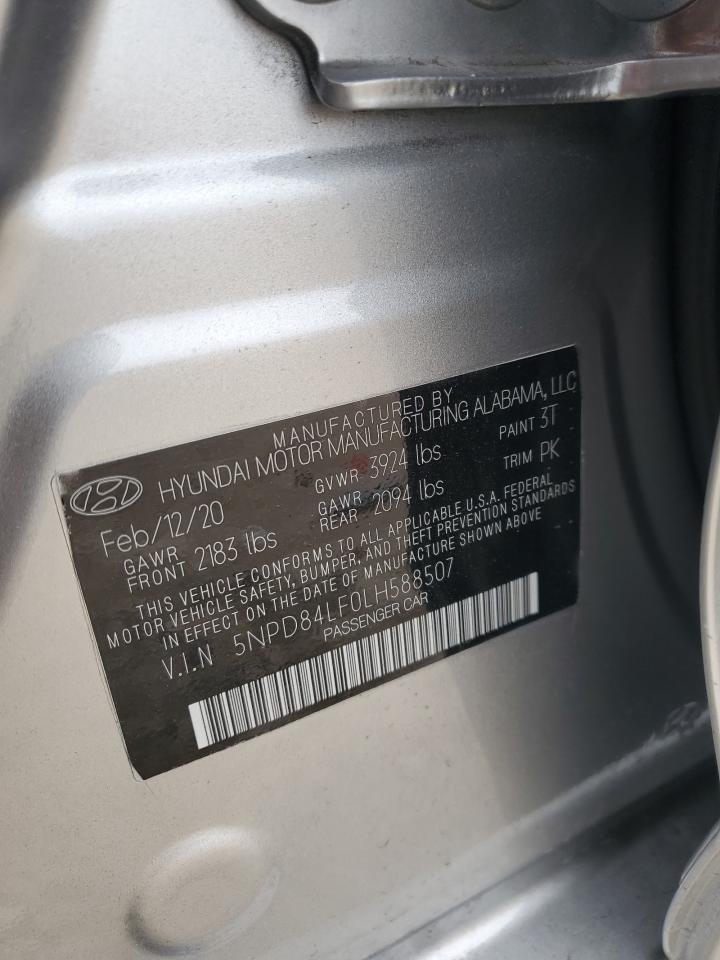 MANUFACTURED BY
HYUNDAI MOTOR MANUFACTURING ALABAMA, LLC
Feb/12/20 GVWR 3924 lbs PAINT 3T
GAWR FRONT 2183 lbs GAWR REAR 2094 lbs TRIM PK
THIS VEHICLE CONFORMS TO ALL APPLICABLE U.S.A. FEDERAL
MOTOR VEHICLE SAFETY, BUMPER, AND THEFT PREVENTION STANDARDS
IN EFFECT ON THE DATE OF MANUFACTURE SHOWN ABOVE
V.I.N 5NPD84LF0LH588507
PASSENGER CAR